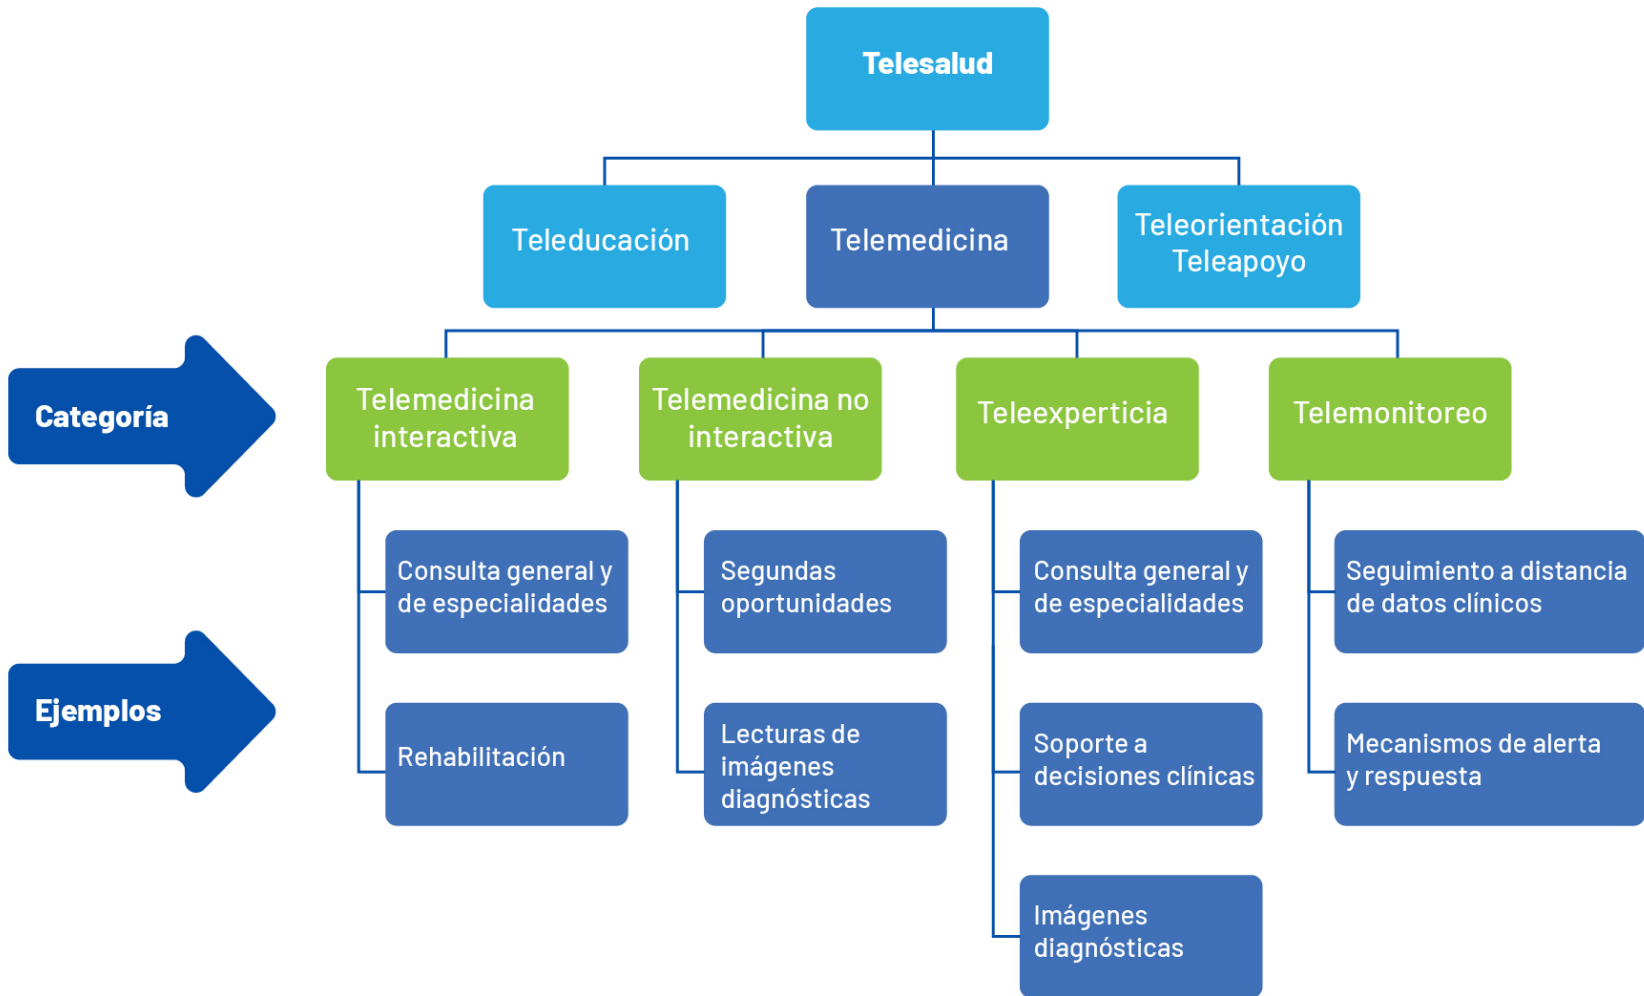 Telesalud
Teleducación
Telemedicina
Teleorientación
Teleapoyo
Categoría
Telemedicina
interactiva
Telemedicina no
interactiva
Teleexperticia
Telemonitoreo
Ejemplos
Consulta general y
de especialidades
Rehabilitación
Segundas
oportunidades
Lecturas de
imágenes
diagnósticas
Consulta general y
de especialidades
Soporte a
decisiones clínicas
Imágenes
diagnósticas
Seguimiento a distancia
de datos clínicos
Mecanismos de alerta
y respuesta